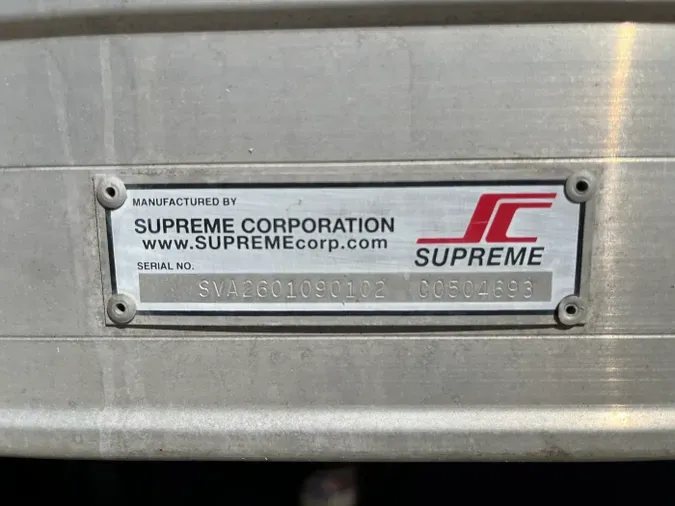 MANUFACTURED BY
SUPREME CORPORATION
www.SUPREMEcorp.com
SERIAL NO.
SVA2601090102 00504693
SC
SUPREME